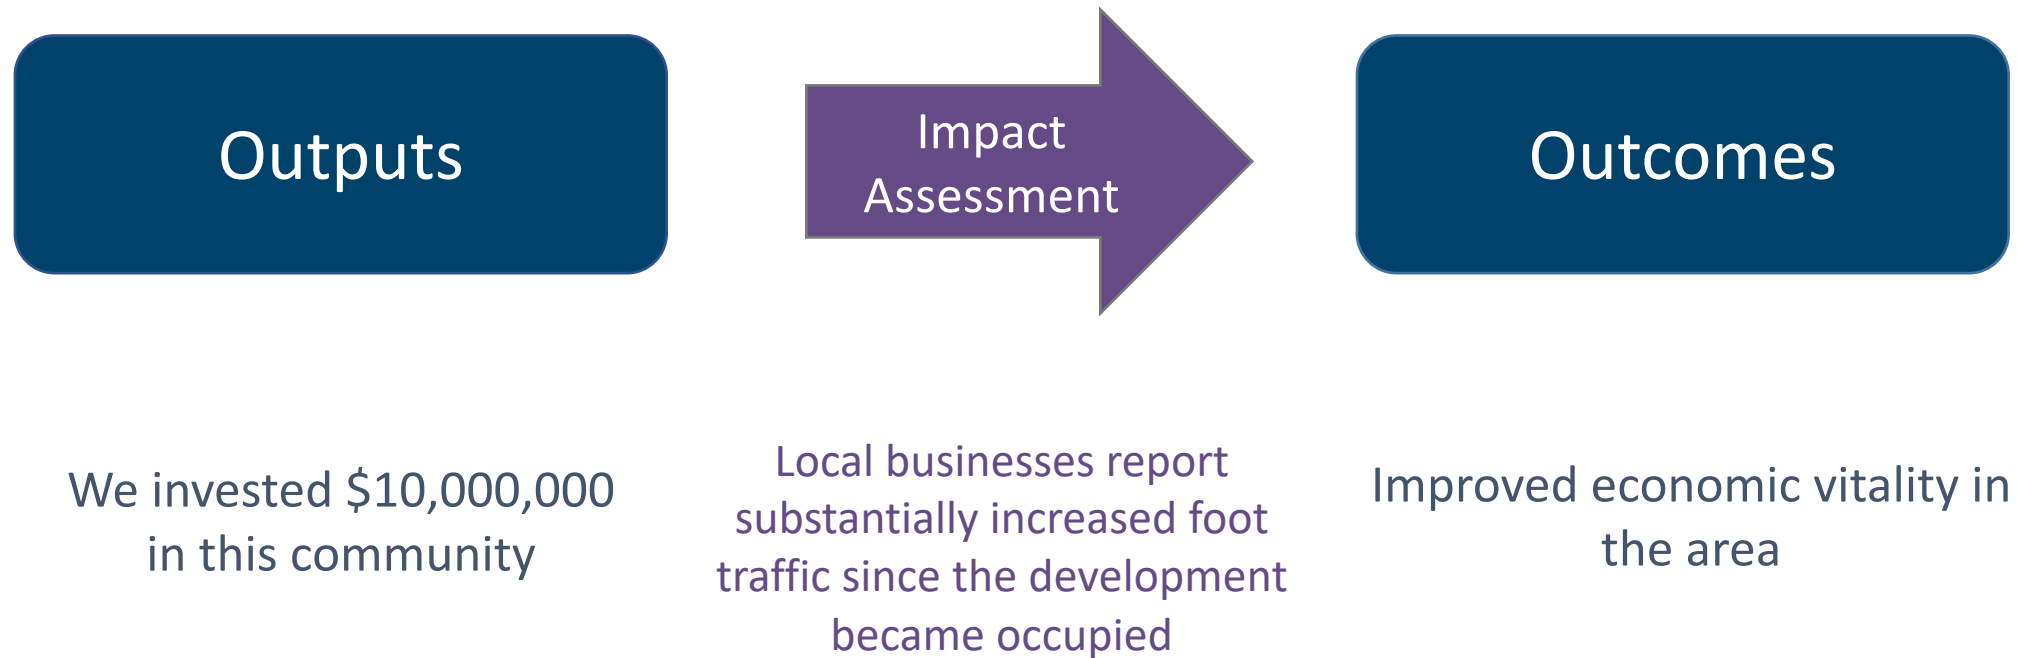 Outputs
Impact
Assessment
Outcomes
We invested $10,000,000
in this community
Local businesses report
substantially increased foot
traffic since the development
became occupied
Improved economic vitality in
the area